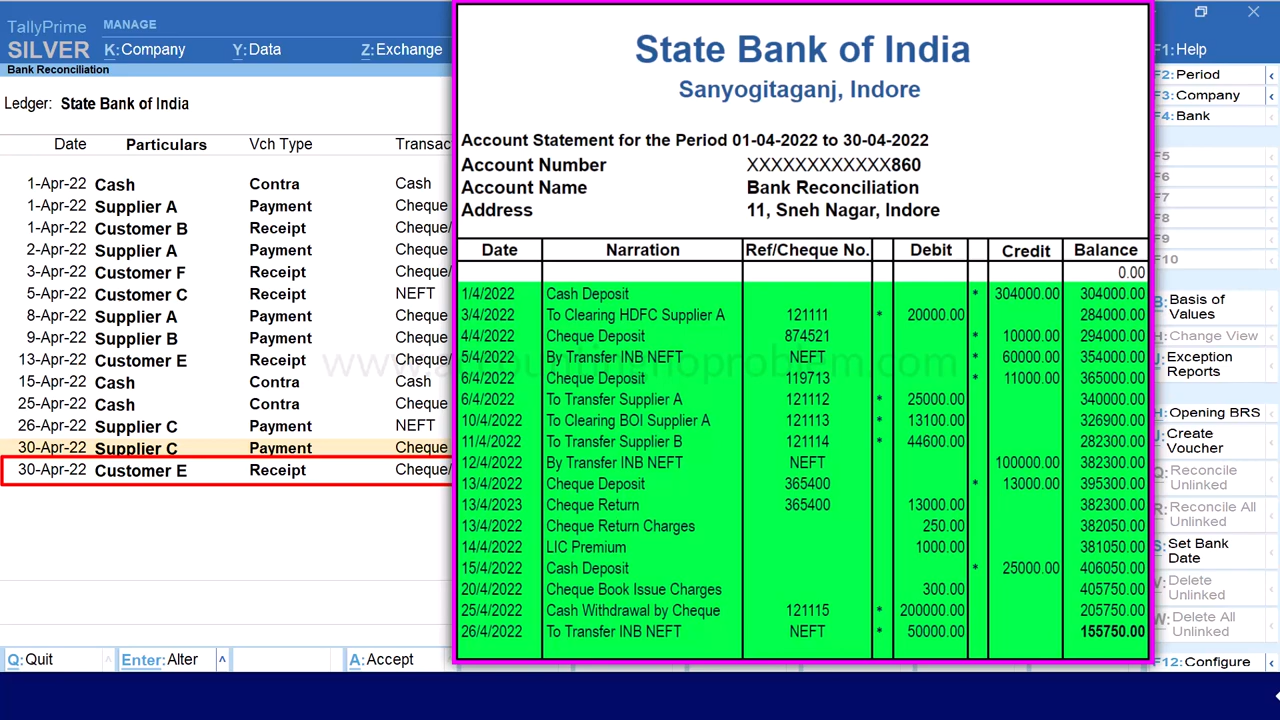 TallyPrime
MANAGE
SILVER
K:Company
Y:Data
Z:Exchange
F1:Help
Bank Reconciliation
Ledger: State Bank of India
Date Particulars Vch Type Transac
1-Apr-22 Cash Contra Cash
1-Apr-22 Supplier A Payment Cheque
1-Apr-22 Customer B Receipt Cheque/
2-Apr-22 Supplier A Payment Cheque
3-Apr-22 Customer F Receipt Cheque/
5-Apr-22 Customer C Receipt NEFT
8-Apr-22 Supplier A Payment Cheque
9-Apr-22 Supplier B Payment Cheque
13-Apr-22 Customer E Receipt Cheque/
15-Apr-22 Cash Contra Cash
25-Apr-22 Cash Contra Cheque
26-Apr-22 Supplier C Payment NEFT
30-Apr-22 Supplier C Payment Cheque
30-Apr-22 Customer E Receipt Cheque/
State Bank of India
Sanyogitaganj, Indore
Account Statement for the Period 01-04-2022 to 30-04-2022
Account Number XXXXXXXXXXXX860
Account Name Bank Reconciliation
Address 11, Sneh Nagar, Indore
Date Narration Ref/Cheque No. Debit Credit Balance
0.00
1/4/2022 Cash Deposit * 304000.00 304000.00
3/4/2022 To Clearing HDFC Supplier A 121111 * 20000.00 284000.00
4/4/2022 Cheque Deposit 874521 * 10000.00 294000.00
5/4/2022 By Transfer INB NEFT NEFT * 60000.00 354000.00
6/4/2022 Cheque Deposit 119713 * 11000.00 365000.00
6/4/2022 To Transfer Supplier A 121112 * 25000.00 340000.00
10/4/2022 To Clearing BOI Supplier A 121113 * 13100.00 326900.00
11/4/2022 To Transfer Supplier B 121114 * 44600.00 282300.00
12/4/2022 By Transfer INB NEFT NEFT 100000.00 382300.00
13/4/2022 Cheque Deposit 365400 * 13000.00 395300.00
13/4/2023 Cheque Return 365400 13000.00 382300.00
13/4/2022 Cheque Return Charges 250.00 382050.00
14/4/2022 LIC Premium 1000.00 381050.00
15/4/2022 Cash Deposit * 25000.00 406050.00
20/4/2022 Cheque Book Issue Charges 300.00 405750.00
25/4/2022 Cash Withdrawal by Cheque 121115 * 200000.00 205750.00
26/4/2022 To Transfer INB NEFT NEFT * 50000.00 155750.00
F2:Period
F3:Company
F4:Bank
F5
F6
F7
F8
F9
F10
B:Basis of
Values
H:Change View
J:Exception
Reports
H:Opening BRS
Create
Voucher
Q:Reconcile
Unlinked
R:Reconcile All
Unlinked
S:Set Bank
Date
V:Delete
Unlinked
W:Delete All
Unlinked
F12:Configure
Q:Quit
Enter:Alter
A:Accept